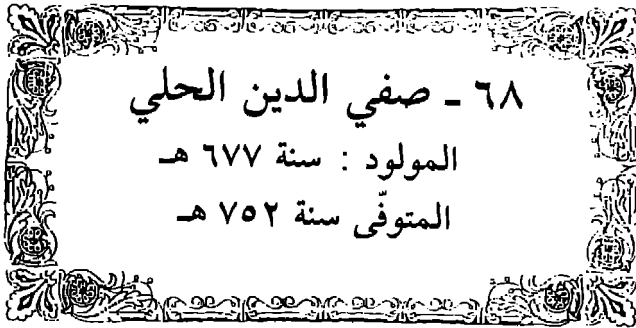 ٦٨ - صفي الدين الحلي
المولود : سنة ٦٧٧ هـ
المتوفّى سنة ٧٥٢ هـ